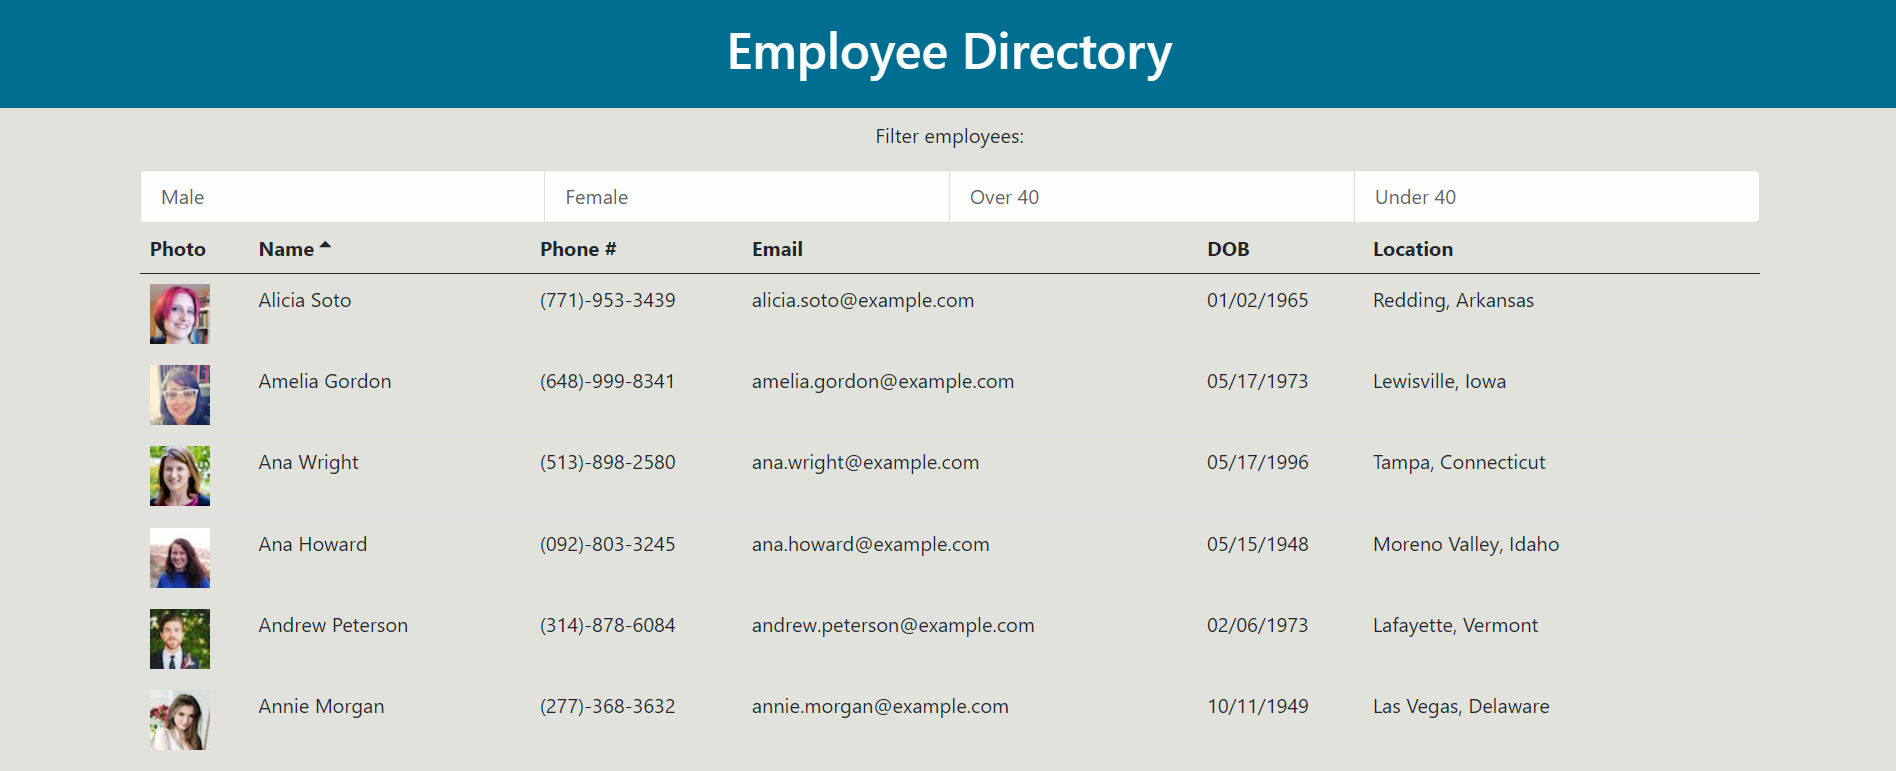 Employee Directory
Filter employees:
Male Female Over 40 Under 40
Photo Name Phone # Email DOB Location
Alicia Soto (771)-953-3439 alicia.soto@example.com 01/02/1965 Redding, Arkansas
Amelia Gordon (648)-999-8341 amelia.gordon@example.com 05/17/1973 Lewisville, Iowa
Ana Wright (513)-898-2580 ana.wright@example.com 05/17/1996 Tampa, Connecticut
Ana Howard (092)-803-3245 ana.howard@example.com 05/15/1948 Moreno Valley, Idaho
Andrew Peterson (314)-878-6084 andrew.peterson@example.com 02/06/1973 Lafayette, Vermont
Annie Morgan (277)-368-3632 annie.morgan@example.com 10/11/1949 Las Vegas, Delaware